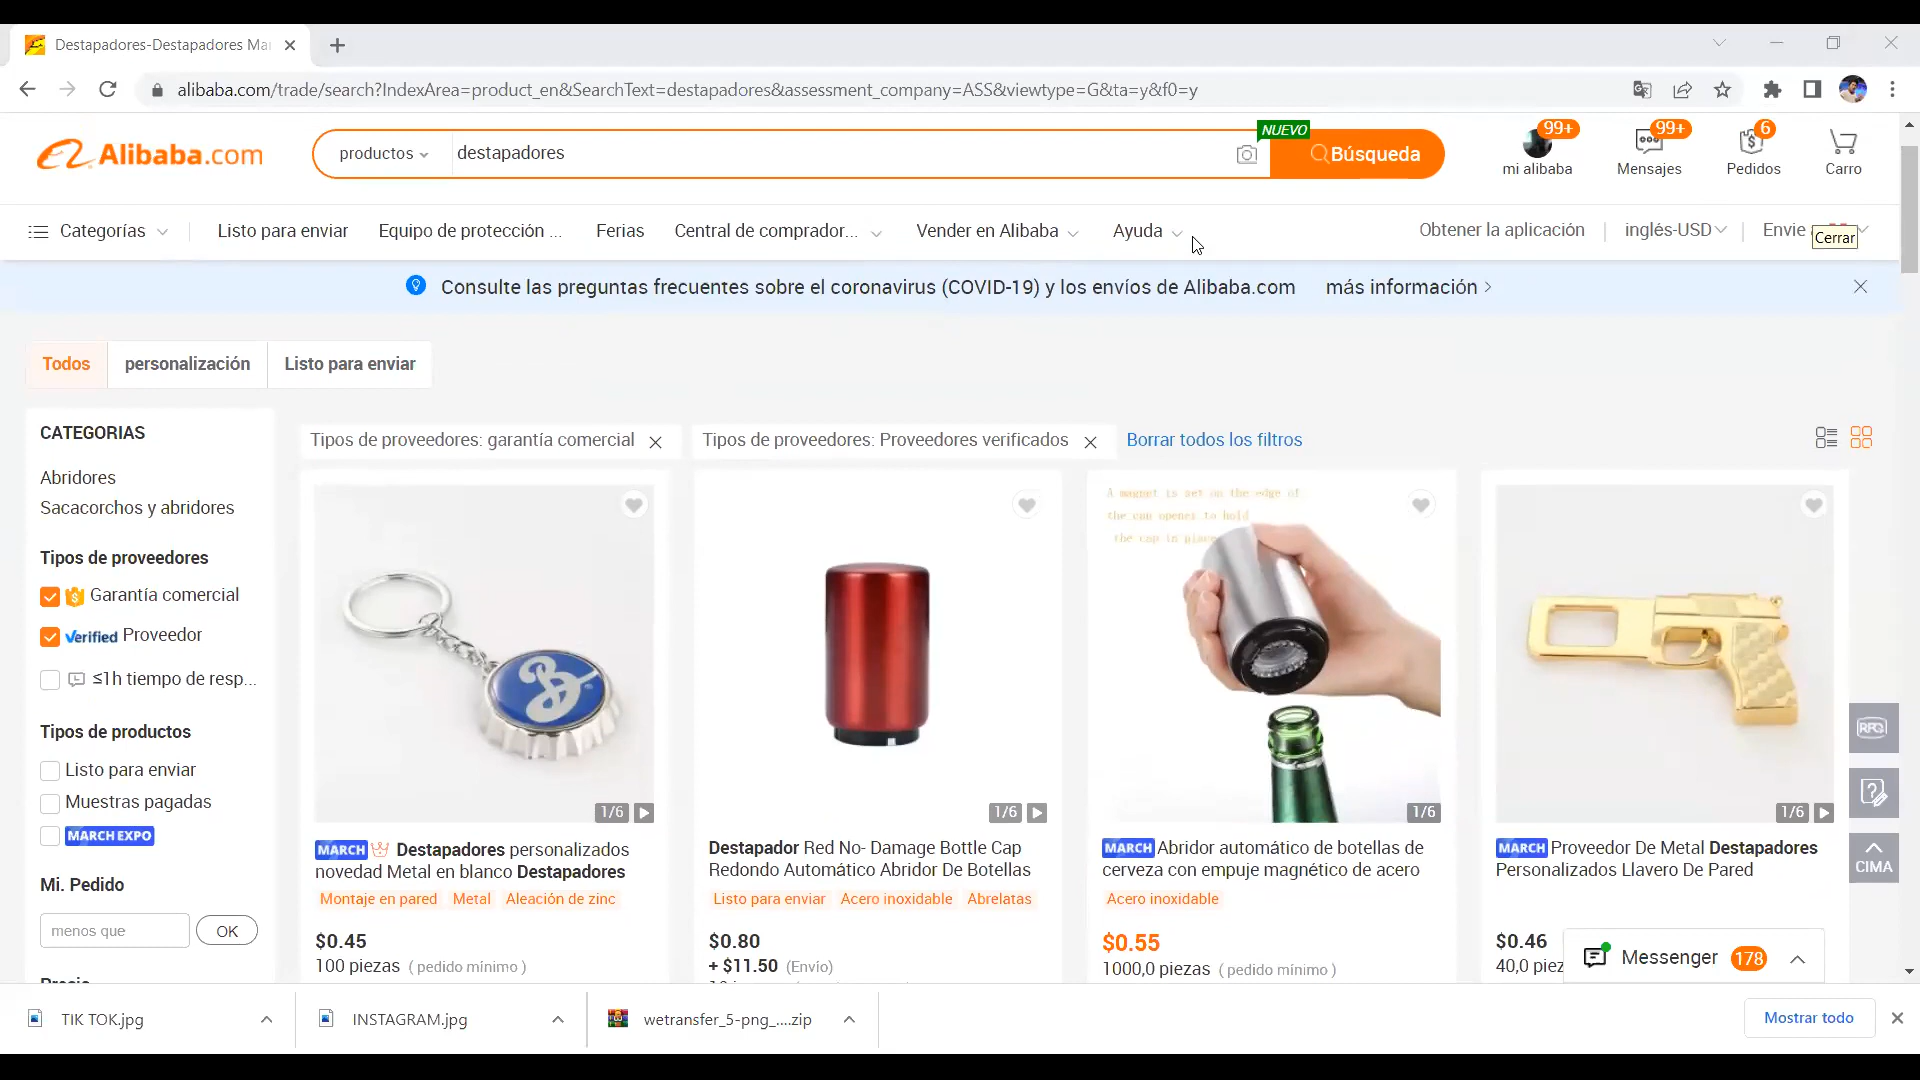 Destapadores-Destapadores Ma
alibaba.com/trade/search?IndexArea=product_en&SearchText=destapadores&assessment_company=ASS&viewtype=G&ta=y&f0=y
Alibaba.com
productos
destapadores
NUEVO
Búsqueda
99+
mi alibaba
99+
Mensajes
6
Pedidos
Carro
Categorías
Listo para enviar
Equipo de protección ...
Ferias
Central de comprador...
Vender en Alibaba
Ayuda
Obtener la aplicación
inglés-USD
Envie
Cerrar
Consulte las preguntas frecuentes sobre el coronavirus (COVID-19) y los envíos de Alibaba.com
más información
Todos
personalización
Listo para enviar
CATEGORIAS
Abridores
Sacacorchos y abridores
Tipos de proveedores
Garantía comercial
Verified Proveedor
≤1h tiempo de resp...
Tipos de productos
Listo para enviar
Muestras pagadas
MARCH EXPO
Mi. Pedido
menos que
OK
Tipos de proveedores: garantía comercial
Tipos de proveedores: Proveedores verificados
Borrar todos los filtros
B
1/6
MARCH Destapadores personalizados
novedad Metal en blanco Destapadores
Montaje en pared Metal Aleación de zinc
$0.45
100 piezas ( pedido mínimo )
1/6
Destapador Red No- Damage Bottle Cap
Redondo Automático Abridor De Botellas
Listo para enviar Acero inoxidable Abrelatas
$0.80
+ $11.50 (Envío)
A magnet is set on the edge of
the cap opener to hold
the cap in place
1/6
MARCH Abridor automático de botellas de
cerveza con empuje magnético de acero
Acero inoxidable
$0.55
1000,0 piezas ( pedido mínimo )
1/6
MARCH Proveedor De Metal Destapadores
Personalizados Llavero De Pared
$0.46
40,0 piez
RFQ
CIMA
Messenger 178
TIK TOK.jpg
INSTAGRAM.jpg
wetransfer_5-png_....zip
Mostrar todo